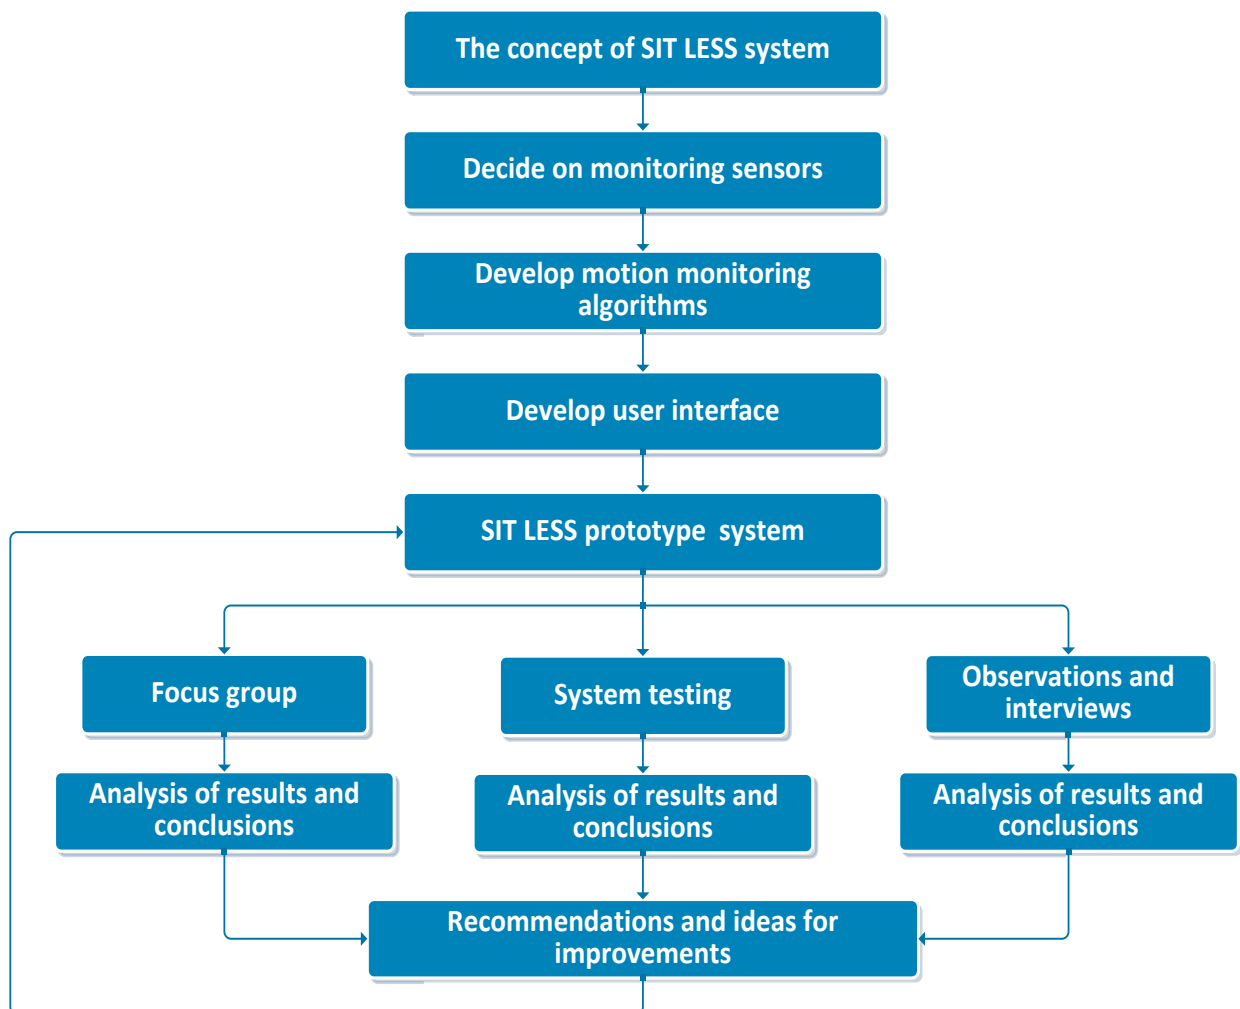 The concept of SIT LESS system
Decide on monitoring sensors
Develop motion monitoring
algorithms
Develop user interface
SIT LESS prototype  system
Focus group
System testing
Observations and
interviews
Analysis of results and
conclusions
Analysis of results and
conclusions
Analysis of results and
conclusions
Recommendations and ideas for
improvements